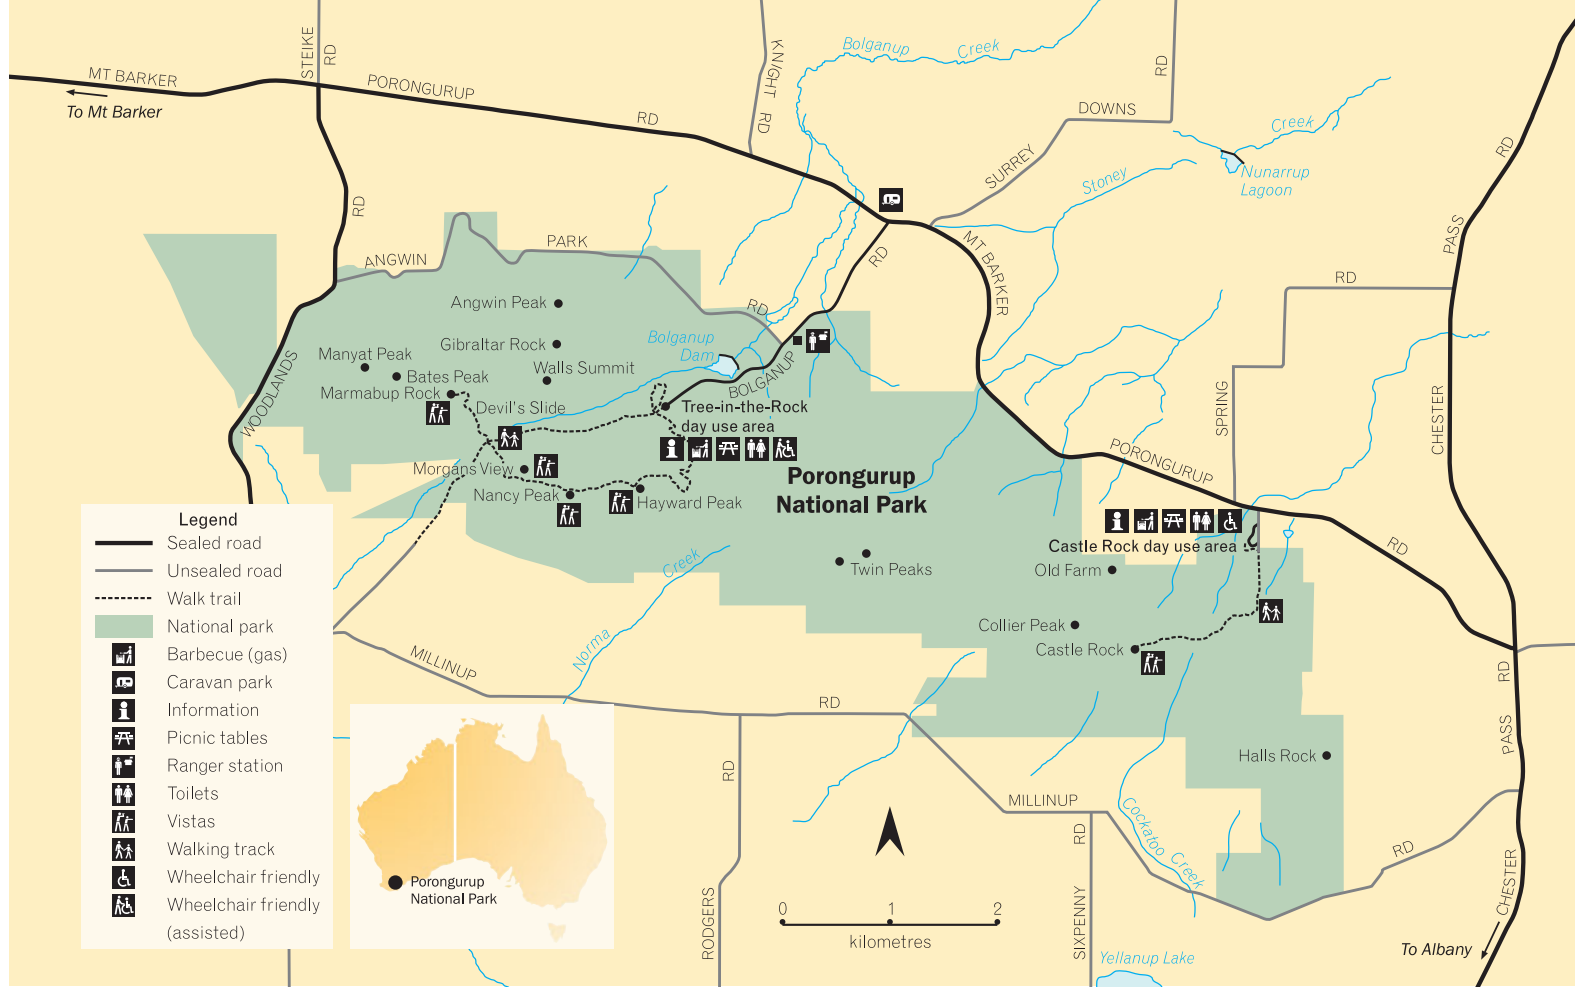 STEIKE
RD
KNIGHT RD
Bolganup Creek
RD
MT BARKER
PORONGURUP
RD
To Mt Barker
DOWNS
SURREY
Creek
Nunarrup
Lagoon
Stoney
RD
RD
PASS
CHESTER
ANGWIN
PARK
RD
RD
MT BARKER
RD
SPRING
Angwin Peak
Gibraltar Rock
Bolganup
Dam
Manyat Peak
Walls Summit
Bates Peak
Marmabup Rock
BOLGANUP
WOODLANDS
Devil's Slide
Tree-in-the-Rock
day use area
Morgans View
Nancy Peak
Hayward Peak
Porongurup
National Park
PORONGURUP
RD
Castle Rock day use area
Twin Peaks
Old Farm
Collier Peak
Castle Rock
Norma Creek
MILLINUP
RD
RD
PASS
Halls Rock
RD
RODGERS
MILLINUP
RD
SIXPENNY
Cockatoo Creek
RD
CHESTER
To Albany
Yellanup Lake
0 1 2
kilometres
Legend
Sealed road
Unsealed road
Walk trail
National park
Barbecue (gas)
Caravan park
Information
Picnic tables
Ranger station
Toilets
Vistas
Walking track
Wheelchair friendly
Wheelchair friendly
(assisted)
Porongurup
National Park